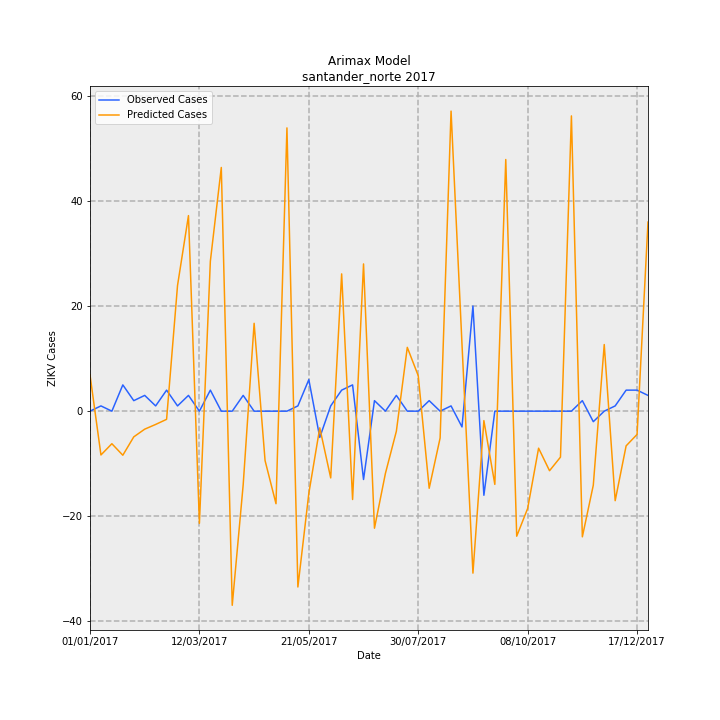 Arimax Model
santander_norte 2017
Observed Cases
Predicted Cases
60
40
20
0
−20
−40
ZIKV Cases
01/01/2017 12/03/2017 21/05/2017 30/07/2017 08/10/2017 17/12/2017
Date